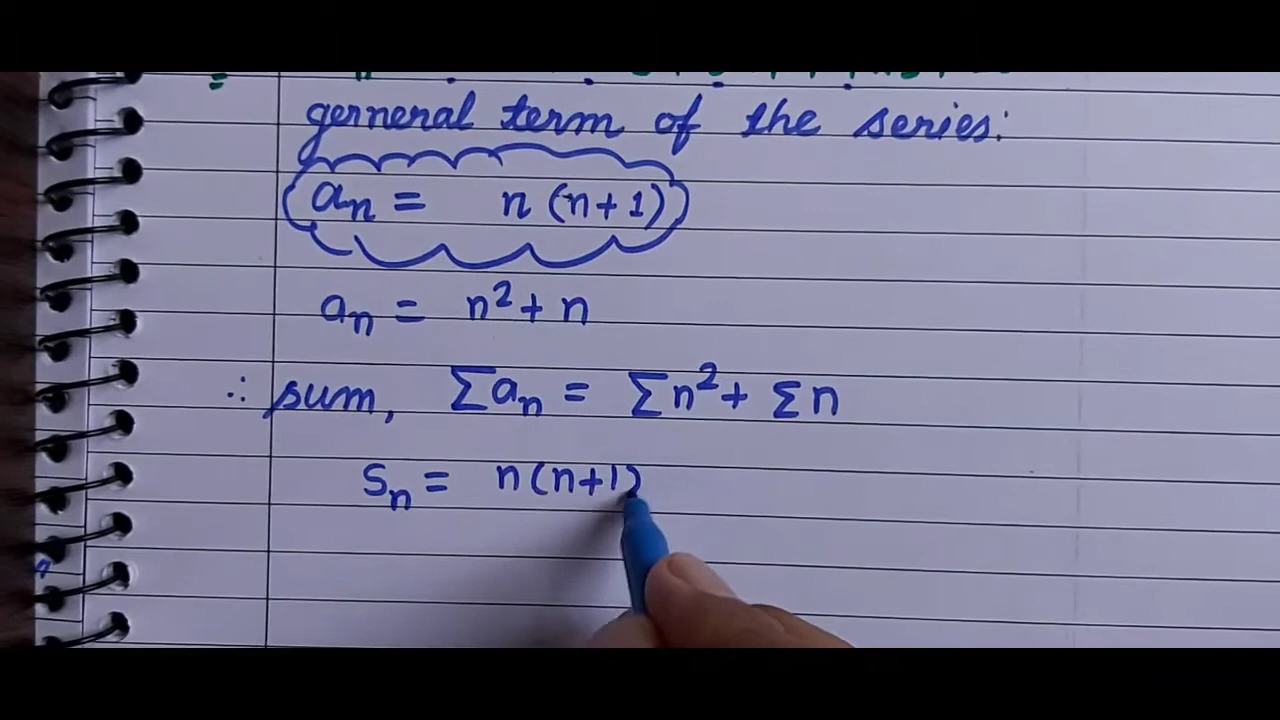 gerneral term of the series:
an = n (n+1)
an = n² + n
∴ sum, Σan = Σn² + Σn
Sn = n(n+1)